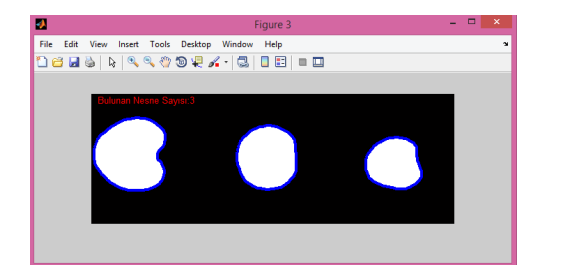 Figure 3
File Edit View Insert Tools Desktop Window Help
Bulunan Nesne Sayısı:3